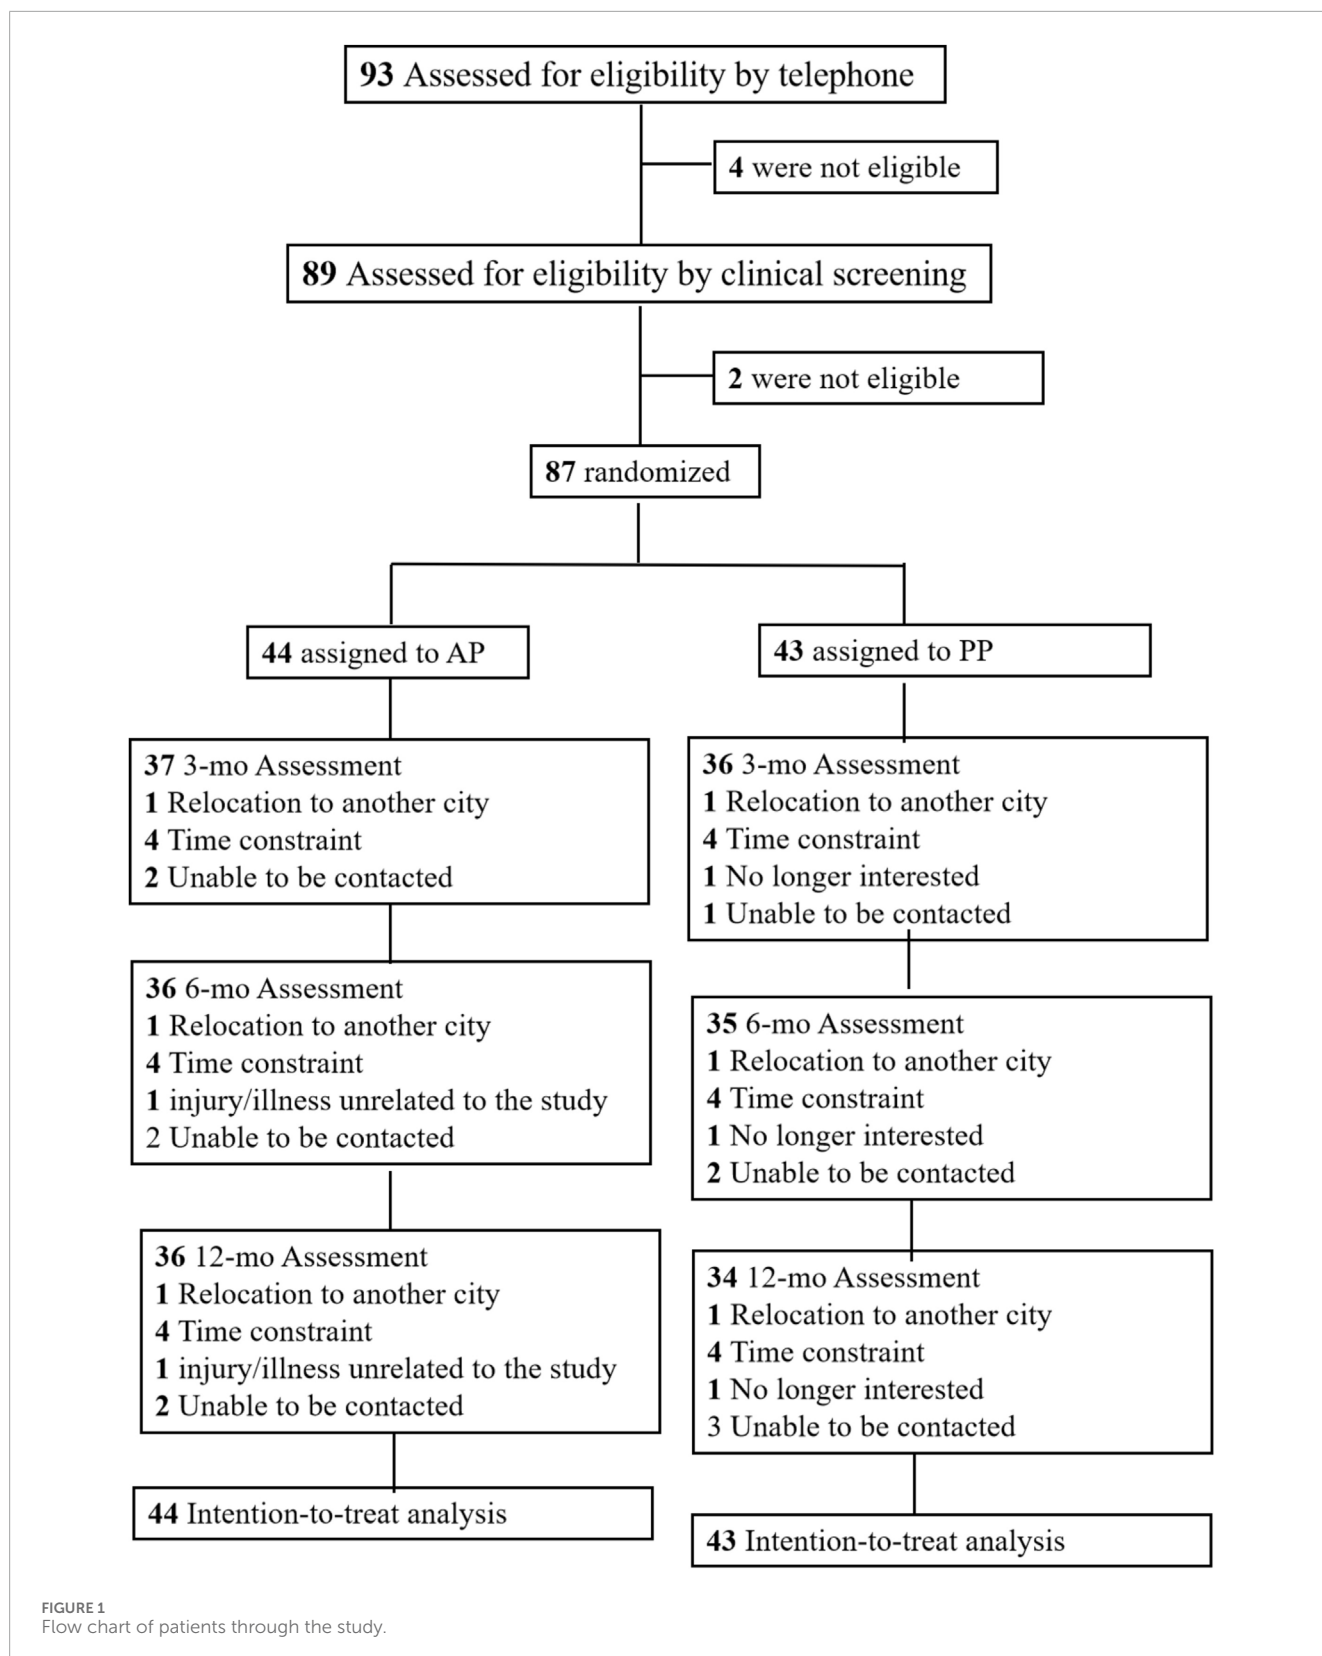 93 Assessed for eligibility by telephone
4 were not eligible
89 Assessed for eligibility by clinical screening
2 were not eligible
87 randomized
44 assigned to AP
43 assigned to PP
37 3-mo Assessment
1 Relocation to another city
4 Time constraint
2 Unable to be contacted
36 3-mo Assessment
1 Relocation to another city
4 Time constraint
1 No longer interested
1 Unable to be contacted
36 6-mo Assessment
1 Relocation to another city
4 Time constraint
1 injury/illness unrelated to the study
2 Unable to be contacted
35 6-mo Assessment
1 Relocation to another city
4 Time constraint
1 No longer interested
2 Unable to be contacted
36 12-mo Assessment
1 Relocation to another city
4 Time constraint
1 injury/illness unrelated to the study
2 Unable to be contacted
34 12-mo Assessment
1 Relocation to another city
4 Time constraint
1 No longer interested
3 Unable to be contacted
44 Intention-to-treat analysis
43 Intention-to-treat analysis
FIGURE 1
Flow chart of patients through the study.